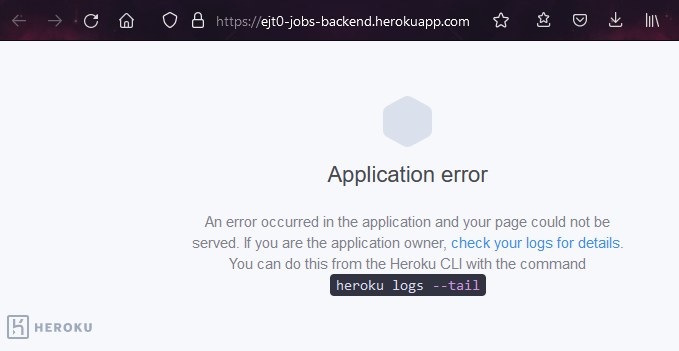 https://ejt0-jobs-backend.herokuapp.com
Application error
An error occurred in the application and your page could not be
served. If you are the application owner, check your logs for details.
You can do this from the Heroku CLI with the command
heroku logs --tail
HEROKU